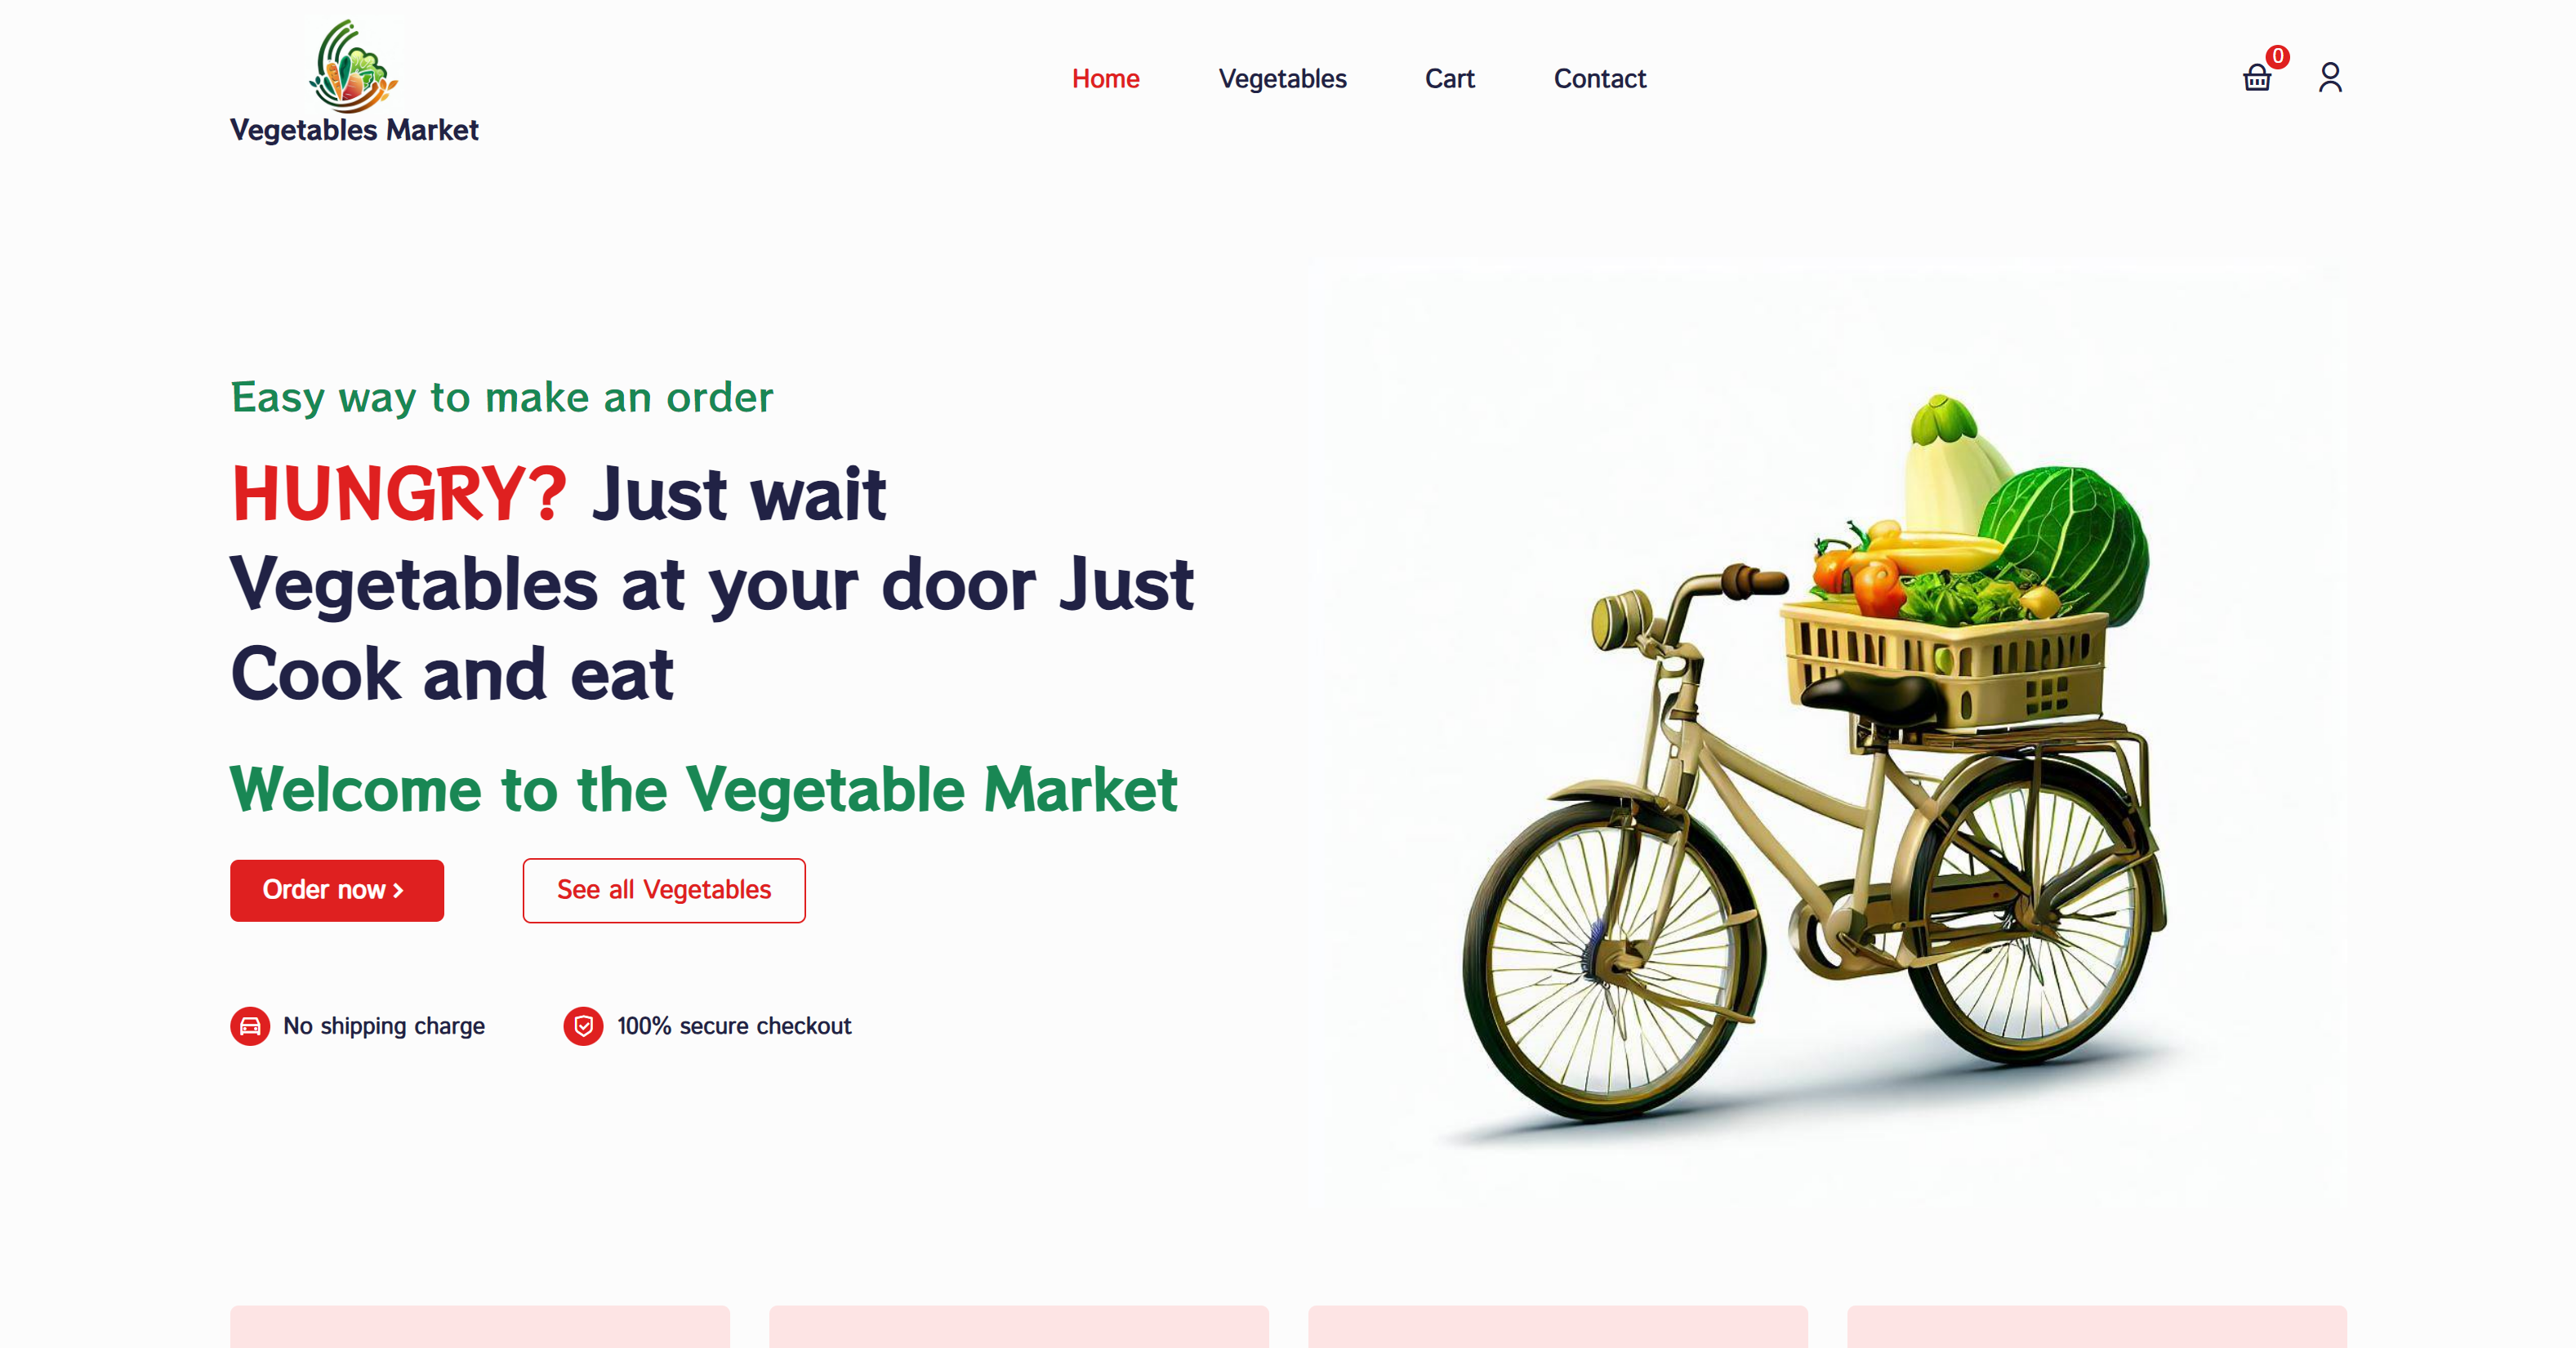 Vegetables Market
Home Vegetables Cart Contact
0
Easy way to make an order
HUNGRY? Just wait
Vegetables at your door Just
Cook and eat
Welcome to the Vegetable Market
Order now
See all Vegetables
No shipping charge
100% secure checkout